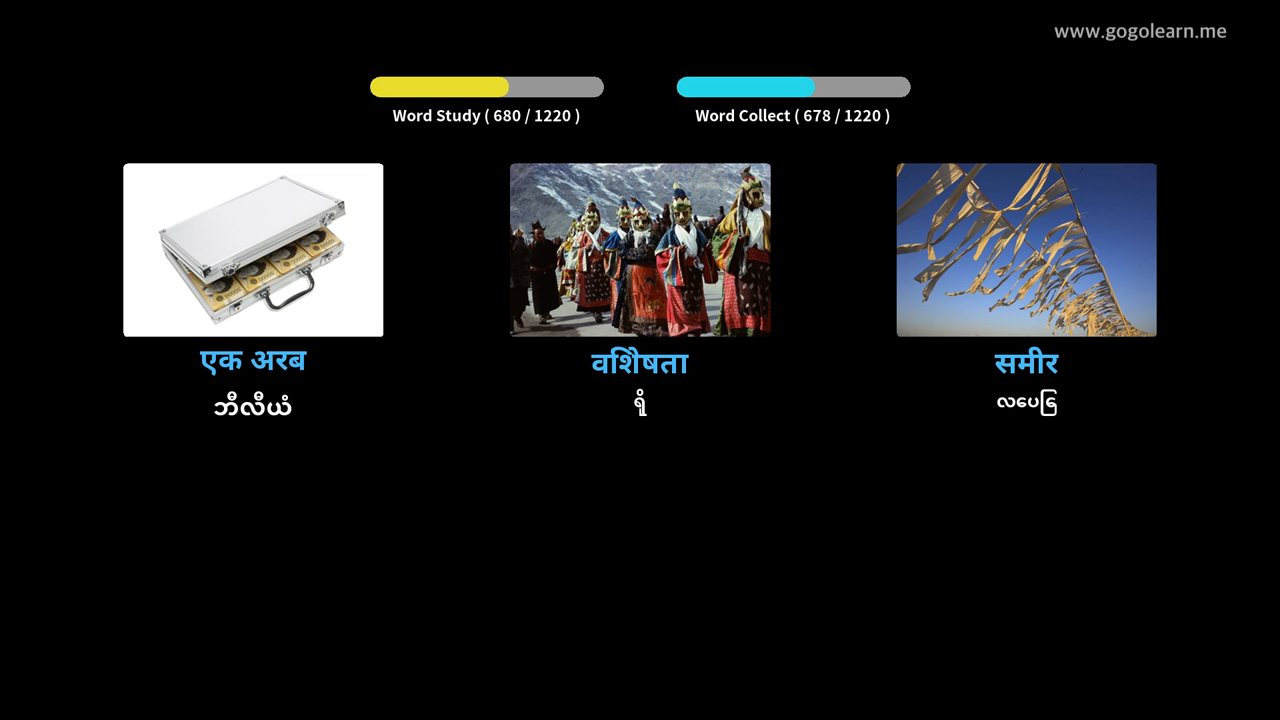 www.gogolearn.me
Word Study ( 680 / 1220 )
Word Collect ( 678 / 1220 )
एक अरब
विशेषता
समीर
ဘီလီယံ
ရှုံ
လပေပြေ